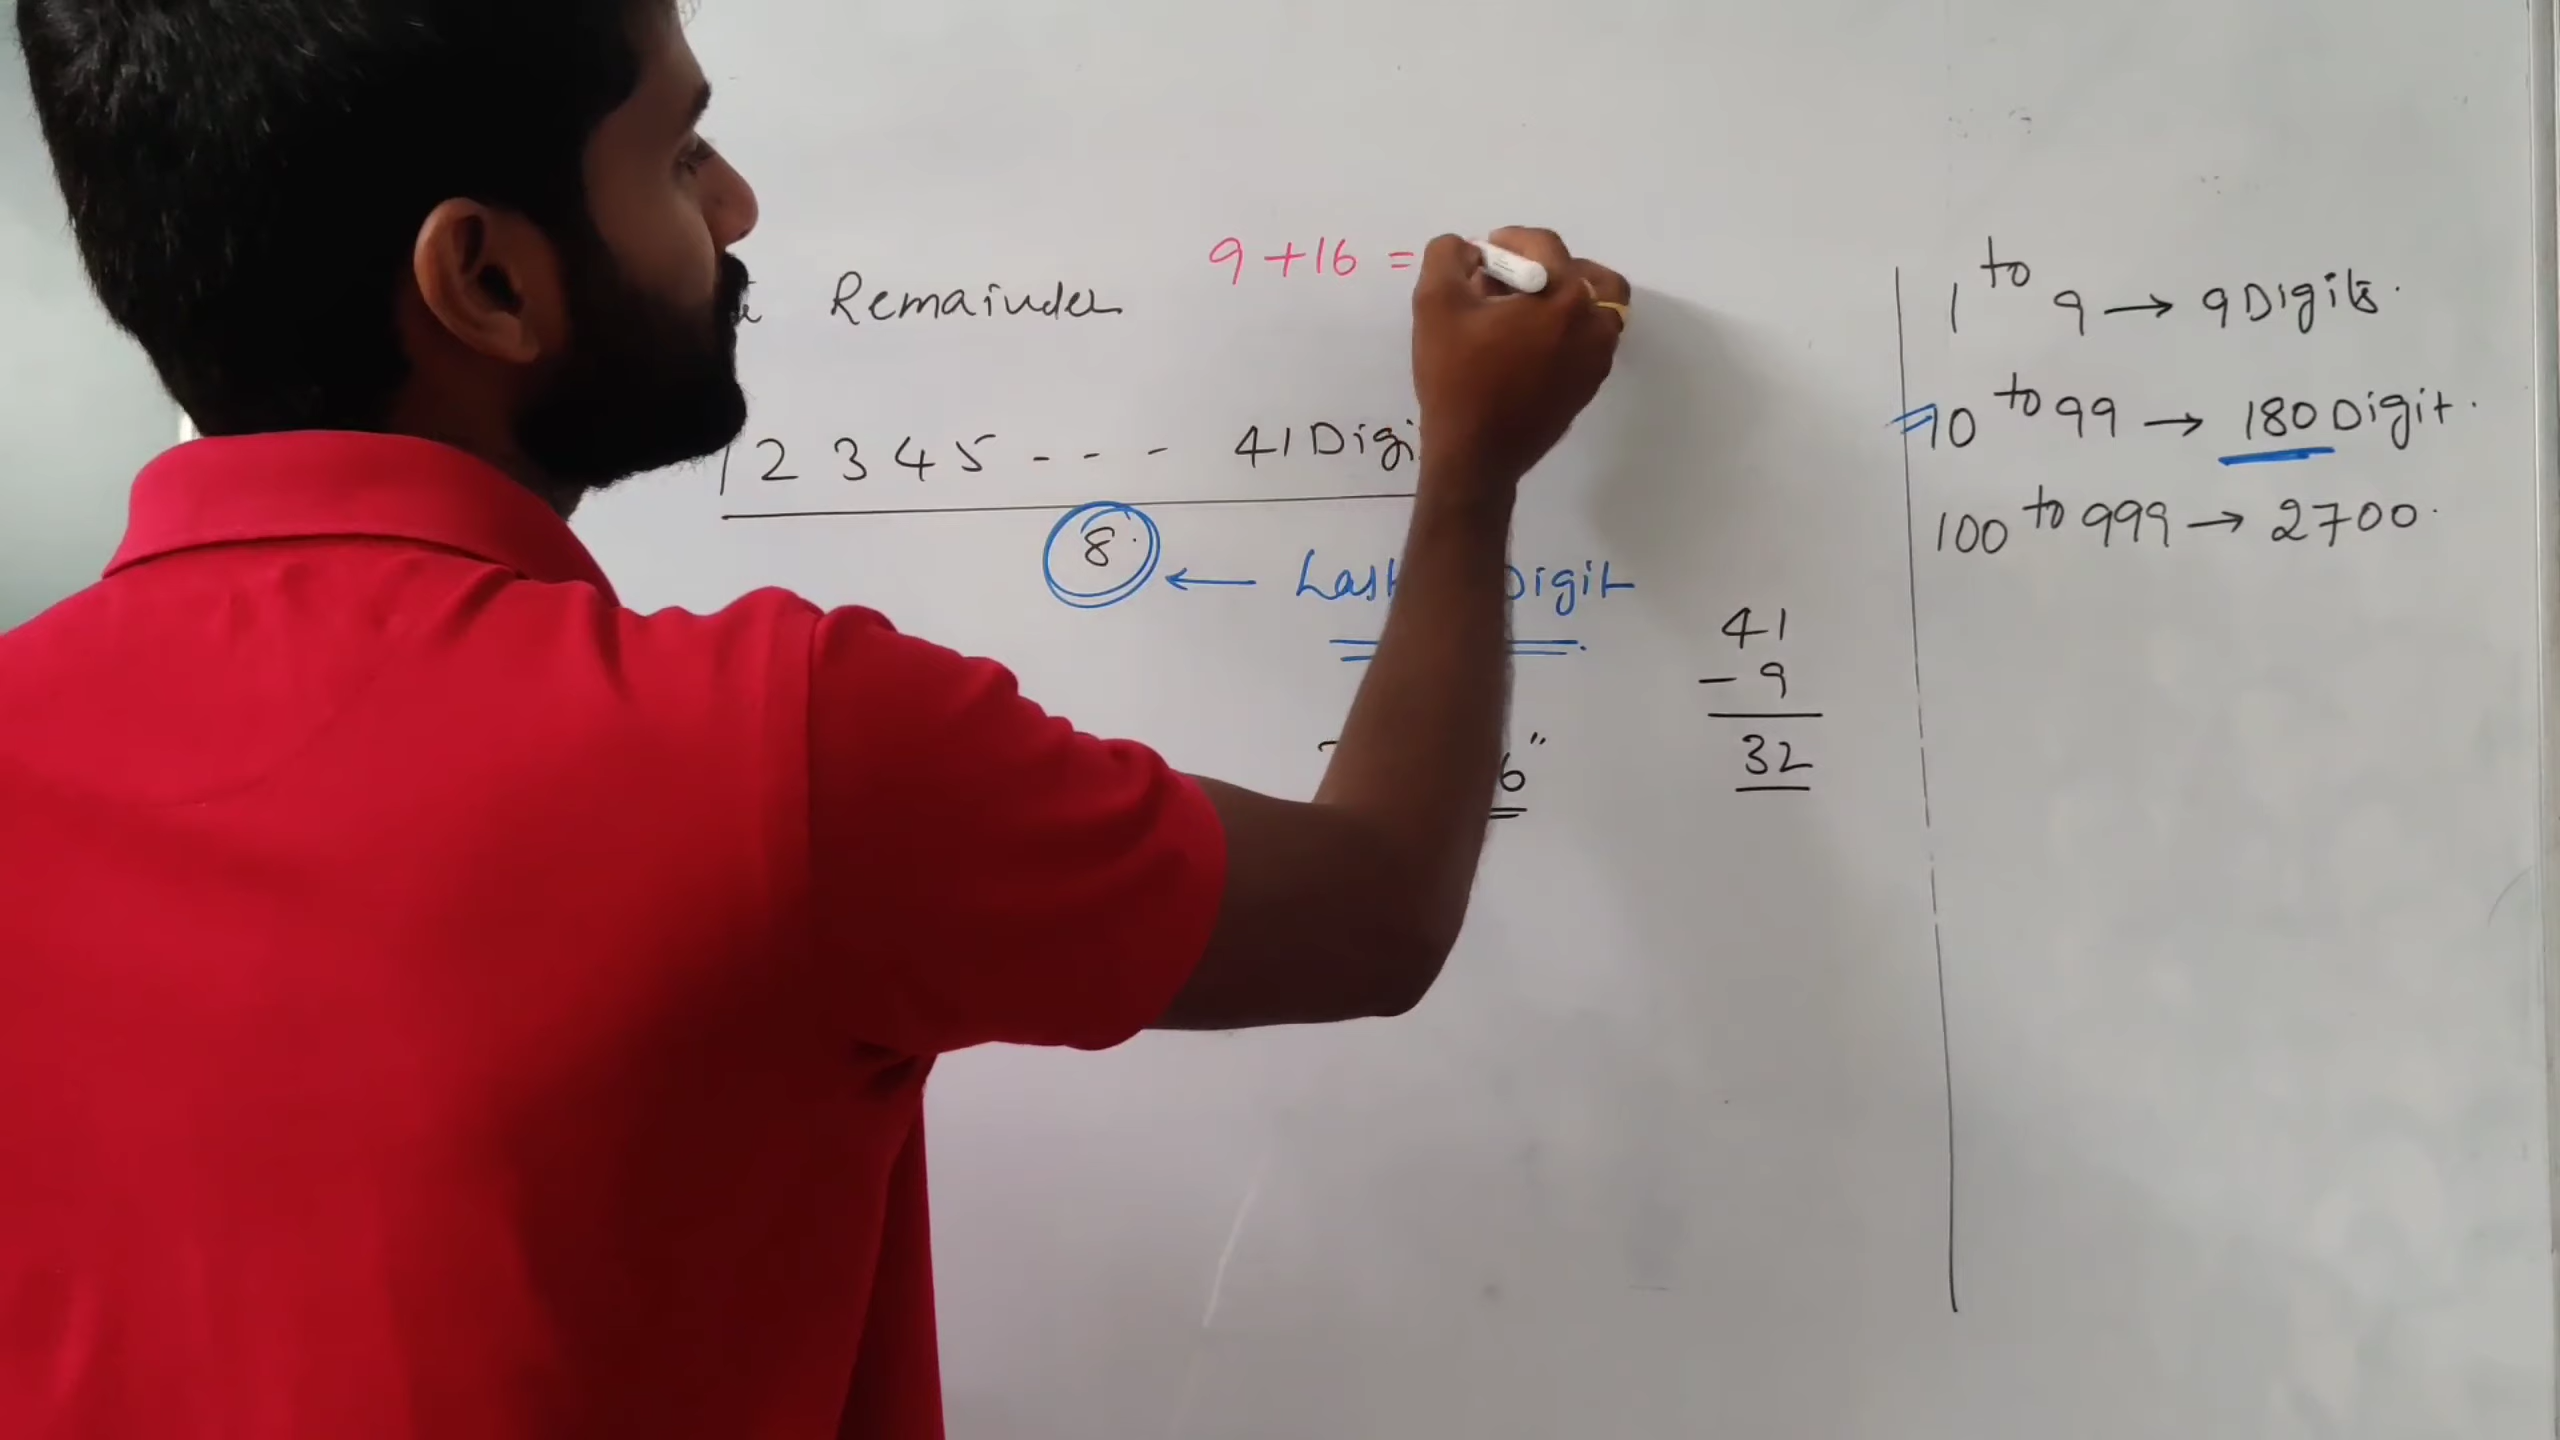 9 + 16 =
Remainder
1 2 3 4 5 - - - 41 Digi
8.
← Last Digit
6"
41
- 9
32
1 to 9 → 9 Digits.
10 to 99 → 180 Digit.
100 to 999 → 2700.